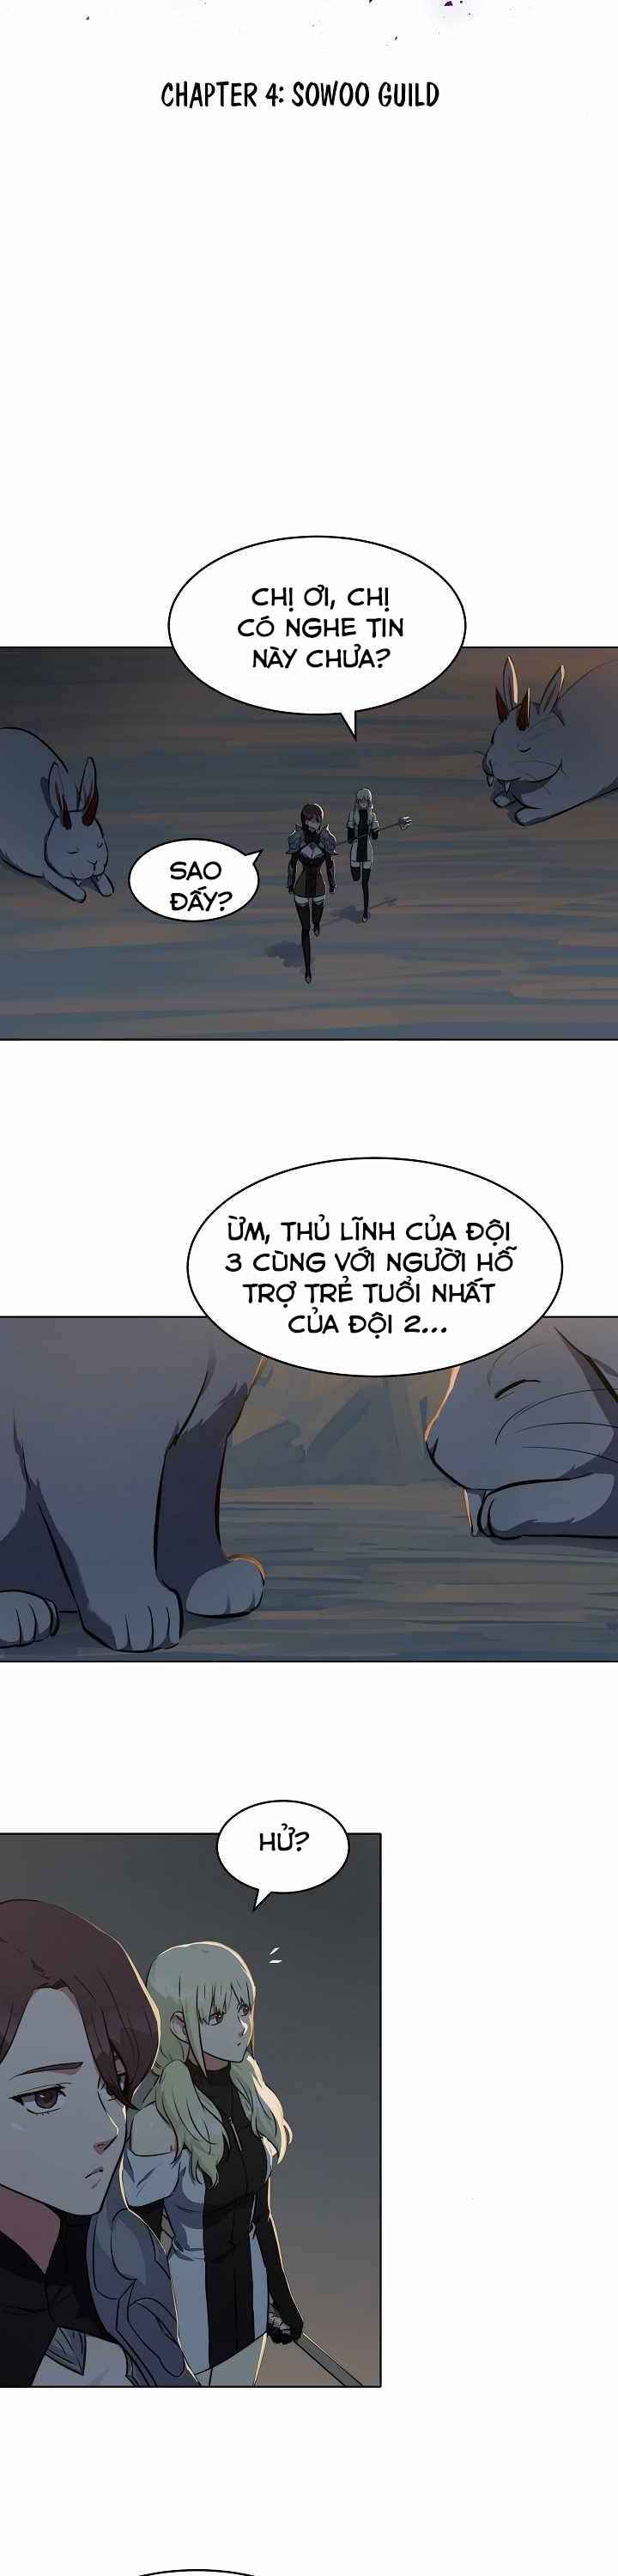 CHAPTER 4: SOWOO GUILD
CHỊ ƠI, CHỊ
CÓ NGHE TIN
NÀY CHƯA?
SAO
ĐẤY?
ỪM, THỦ LĨNH CỦA ĐỘI
3 CÙNG VỚI NGƯỜI HỖ
TRỢ TRẺ TUỔI NHẤT
CỦA ĐỘI 2...
HỬ?